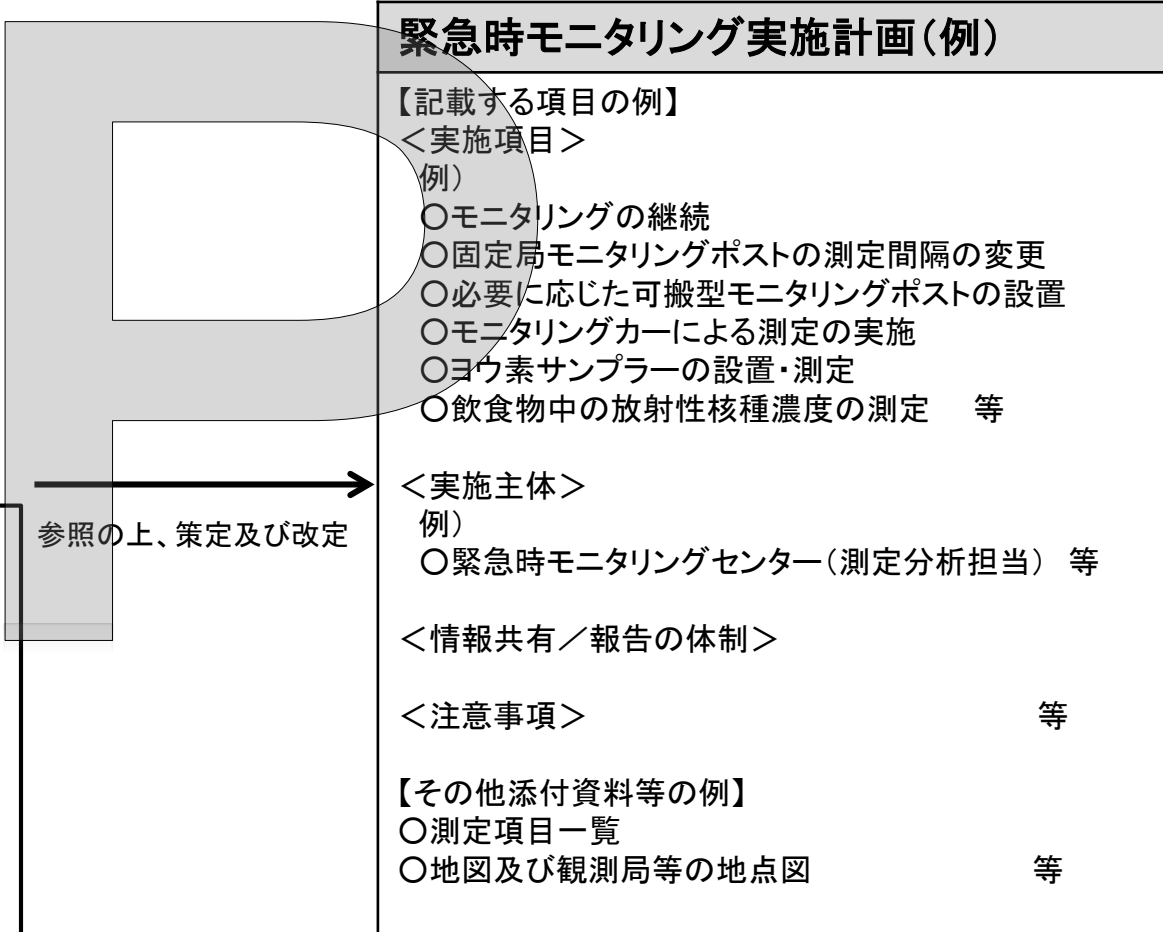 P
緊急時モニタリング実施計画(例)
【記載する項目の例】
<実施項目>
例)
○モニタリングの継続
○固定局モニタリングポストの測定間隔の変更
○必要に応じた可搬型モニタリングポストの設置
○モニタリングカーによる測定の実施
○ヨウ素サンプラーの設置・測定
○飲食物中の放射性核種濃度の測定 等
参照の上、策定及び改定
<実施主体>
例)
○緊急時モニタリングセンター(測定分析担当) 等
<情報共有/報告の体制>
<注意事項> 等
【その他添付資料等の例】
○測定項目一覧
○地図及び観測局等の地点図 等